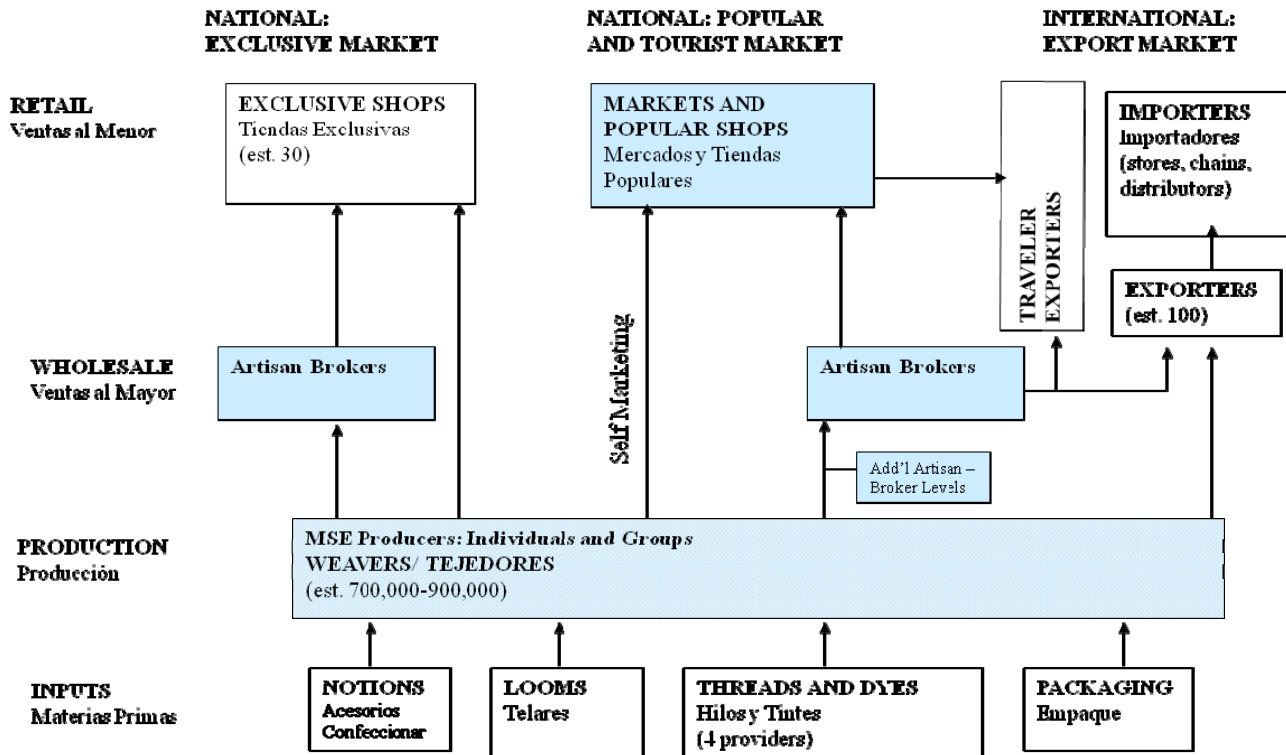 NATIONAL:
EXCLUSIVE MARKET
NATIONAL: POPULAR
AND TOURIST MARKET
INTERNATIONAL:
EXPORT MARKET
RETAIL
Ventas al Menor
EXCLUSIVE SHOPS
Tiendas Exclusivas
(est. 30)
MARKETS AND
POPULAR SHOPS
Mercados y Tiendas
Populares
TRAVELER
EXPORTERS
IMPORTERS
Importadores
(stores, chains,
distributors)
EXPORTERS
(est. 100)
WHOLESALE
Ventas al Mayor
Artisan Brokers
Self Marketing
Artisan Brokers
Add'l Artisan –
Broker Levels
PRODUCTION
Producción
MSE Producers: Individuals and Groups
WEAVERS/ TEJEDORES
(est. 700,000-900,000)
INPUTS
Materias Primas
NOTIONS
Acesorios
Confeccionar
LOOMS
Telares
THREADS AND DYES
Hilos y Tintes
(4 providers)
PACKAGING
Empaque